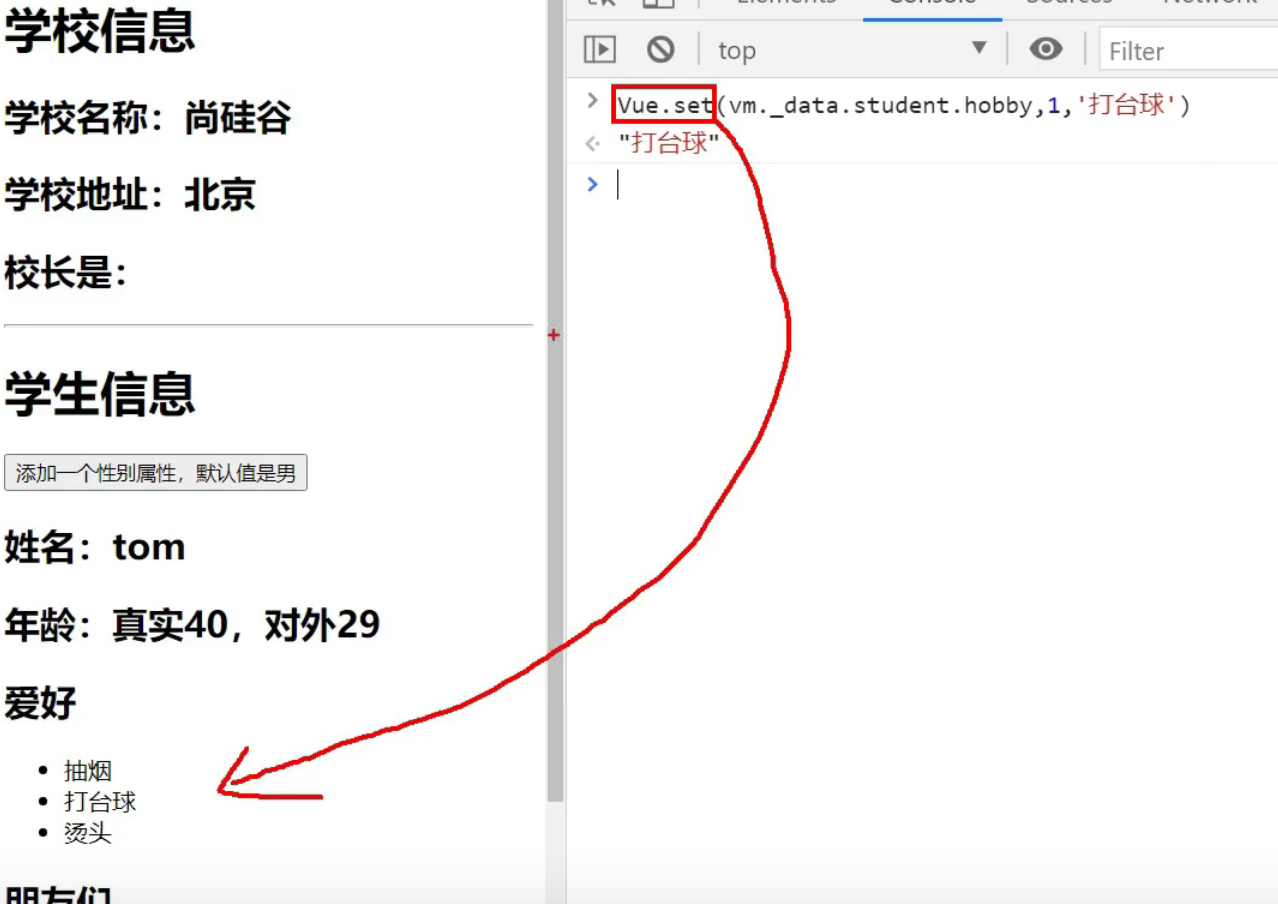 学校信息
学校名称：尚硅谷
学校地址：北京
校长是：
学生信息
添加一个性别属性，默认值是男
姓名：tom
年龄：真实40，对外29
爱好
抽烟
打台球
烫头
朋友们
Elements Console Sources Network
top
Filter
Vue.set(vm._data.student.hobby,1,'打台球')
"打台球"